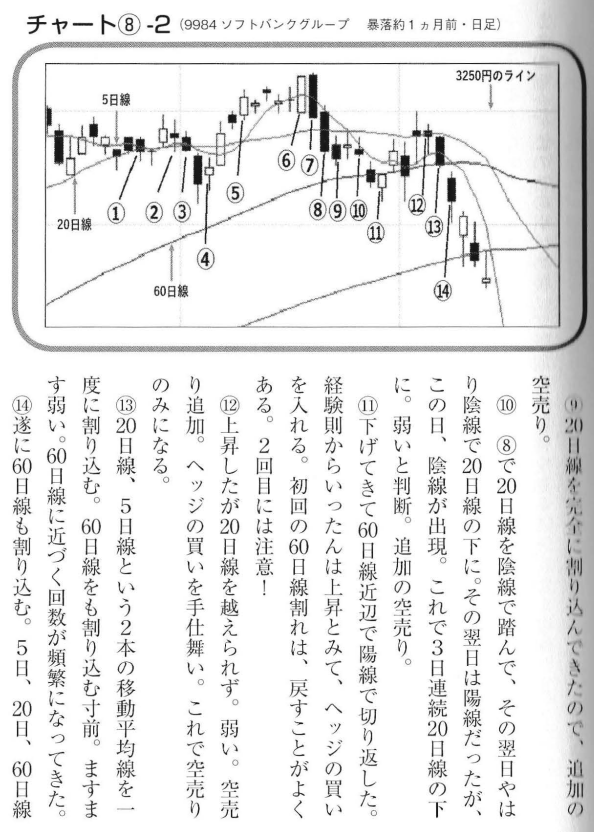 チャート⑧-2（9984 ソフトバンクグループ　暴落約１ヵ月前・日足）
3250円のライン
5日線
20日線
60日線
①
②
③
④
⑤
⑥
⑦
⑧
⑨
⑩
⑪
⑫
⑬
⑭
⑨20日線を完全に割り込んできたので、追加の
空売り。
⑩　⑧で20日線を陰線で踏んで、その翌日やは
り陰線で20日線の下に。その翌日は陽線だったが、
この日、陰線が出現。これで３日連続20日線の下
に。弱いと判断。追加の空売り。
⑪下げてきて60日線近辺で陽線で切り返した。
経験則からいったんは上昇とみて、ヘッジの買い
を入れる。初回の60日線割れは、戻すことがよく
ある。２回目には注意！
⑫上昇したが20日線を越えられず。弱い。空売
り追加。ヘッジの買いを手仕舞い。これで空売り
のみになる。
⑬20日線、５日線という２本の移動平均線を一
度に割り込む。60日線をも割り込む寸前。ますま
す弱い。60日線に近づく回数が頻繁になってきた。
⑭遂に60日線も割り込む。５日、20日、60日線